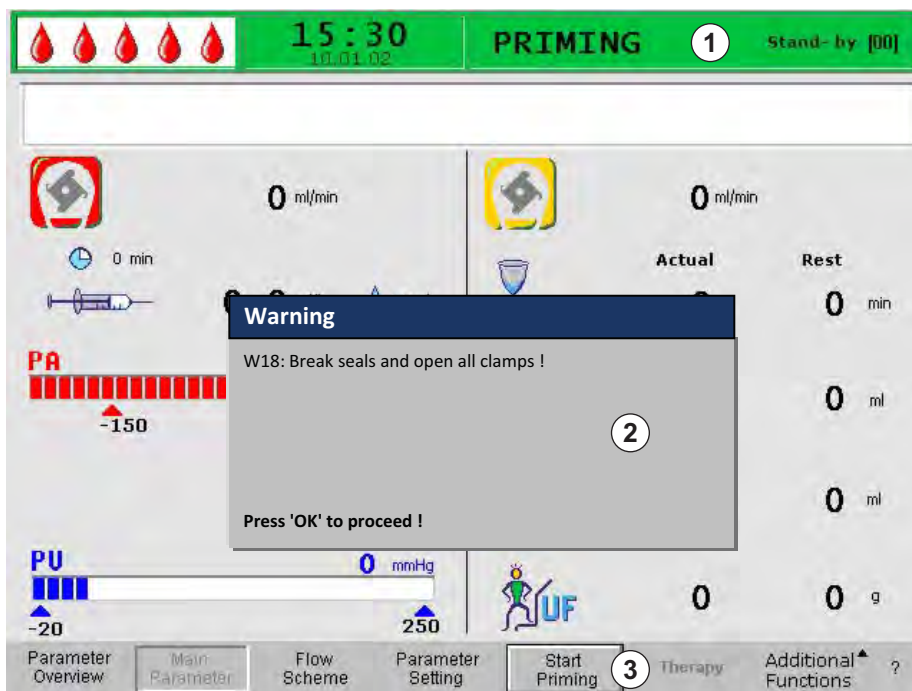 15:30
10.01.02
PRIMING
1
Stand-by [00]
0 ml/min
0 ml/min
0 min
Actual
Rest
0 min
Warning
W18: Break seals and open all clamps !
2
Press 'OK' to proceed !
PA
-150
0 ml
0 ml
PU
0 mmHg
-20
250
UF
0
0 g
Parameter Overview
Main Parameter
Flow Scheme
Parameter Setting
Start Priming
3
Therapy
Additional Functions
?